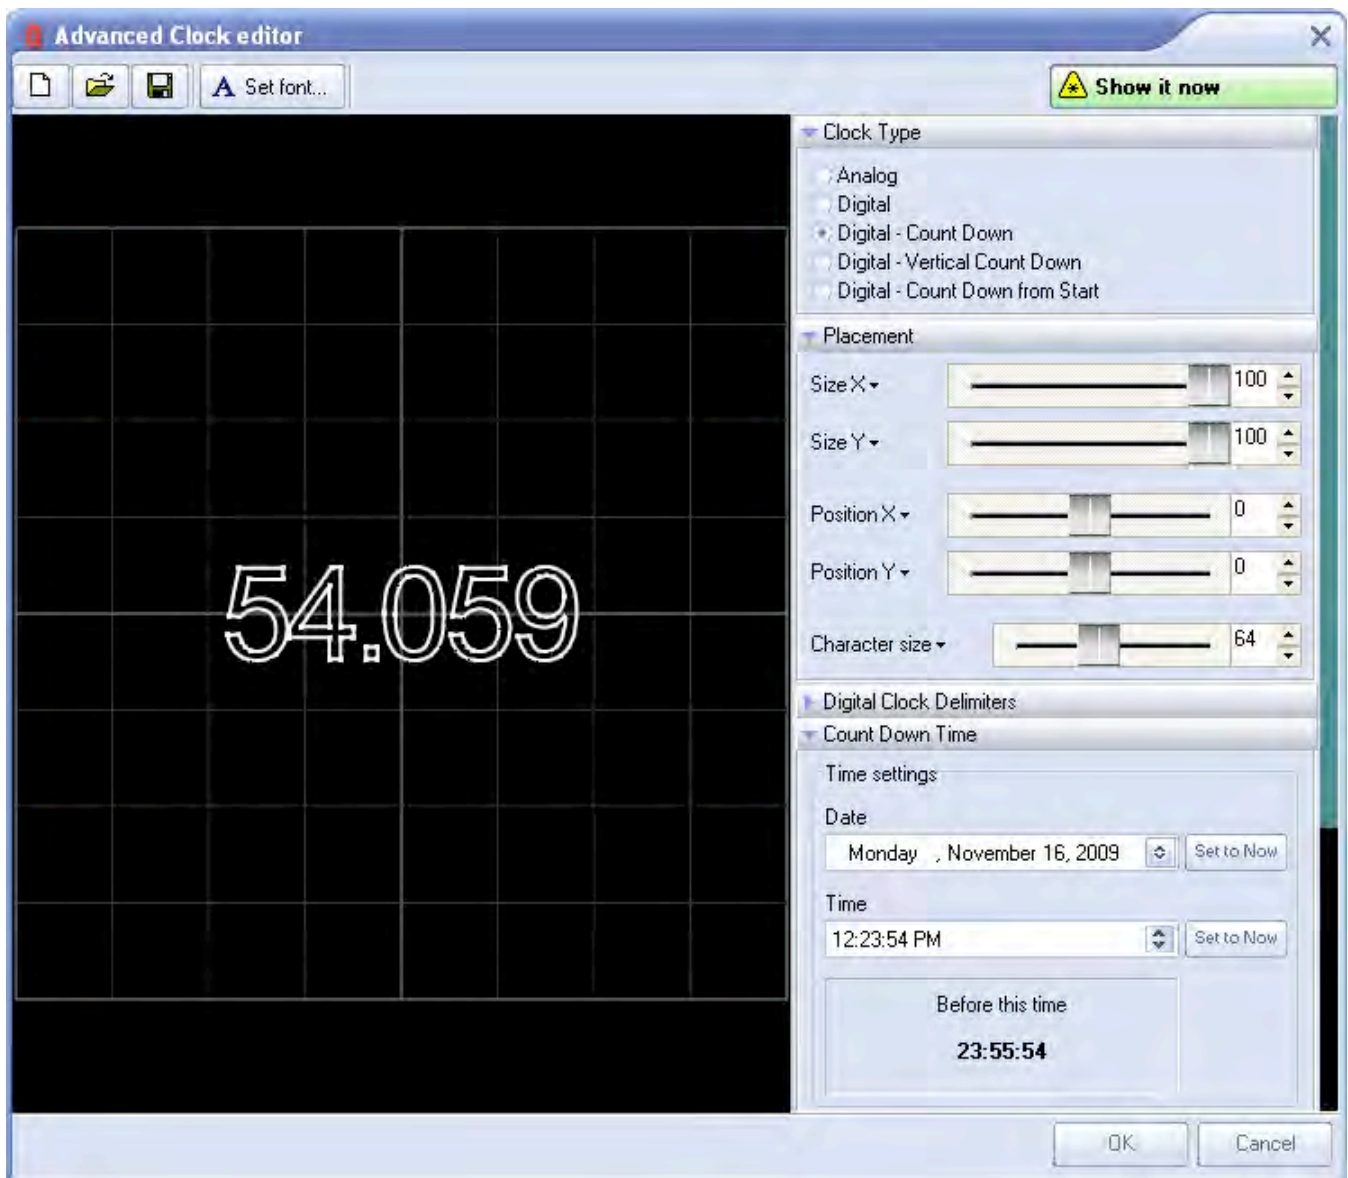 Advanced Clock editor
A Set font...
Show it now
Clock Type
Analog
Digital
Digital - Count Down
Digital - Vertical Count Down
Digital - Count Down from Start
Placement
Size X 100
Size Y 100
Position X 0
Position Y 0
54.059
Character size 64
Digital Clock Delimiters
Count Down Time
Time settings
Date
Monday , November 16, 2009 Set to Now
Time
12:23:54 PM Set to Now
Before this time
23:55:54
OK Cancel